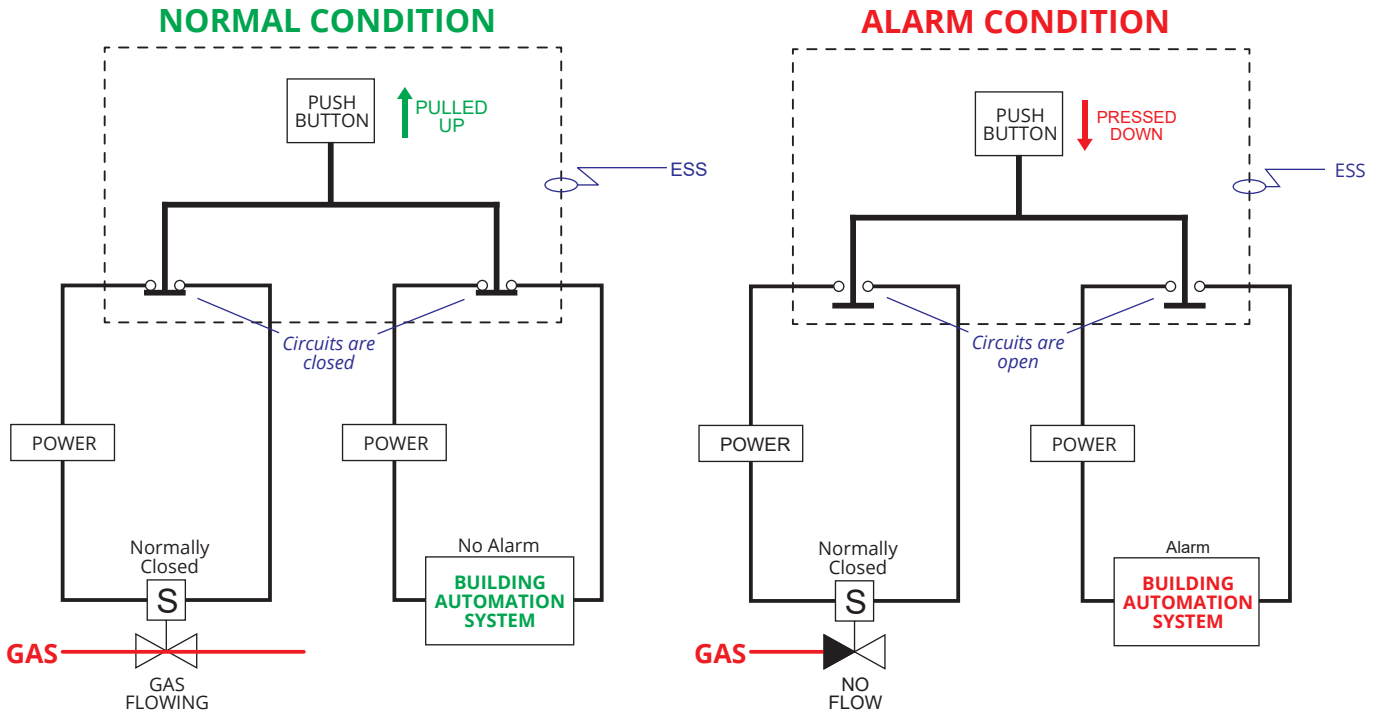 NORMAL CONDITION
PUSH
BUTTON
PULLED
UP
ESS
Circuits are
closed
POWER
POWER
Normally
Closed
S
No Alarm
BUILDING
AUTOMATION
SYSTEM
GAS
GAS
FLOWING
ALARM CONDITION
PUSH
BUTTON
PRESSED
DOWN
ESS
Circuits are
open
POWER
POWER
Normally
Closed
S
Alarm
BUILDING
AUTOMATION
SYSTEM
GAS
NO
FLOW